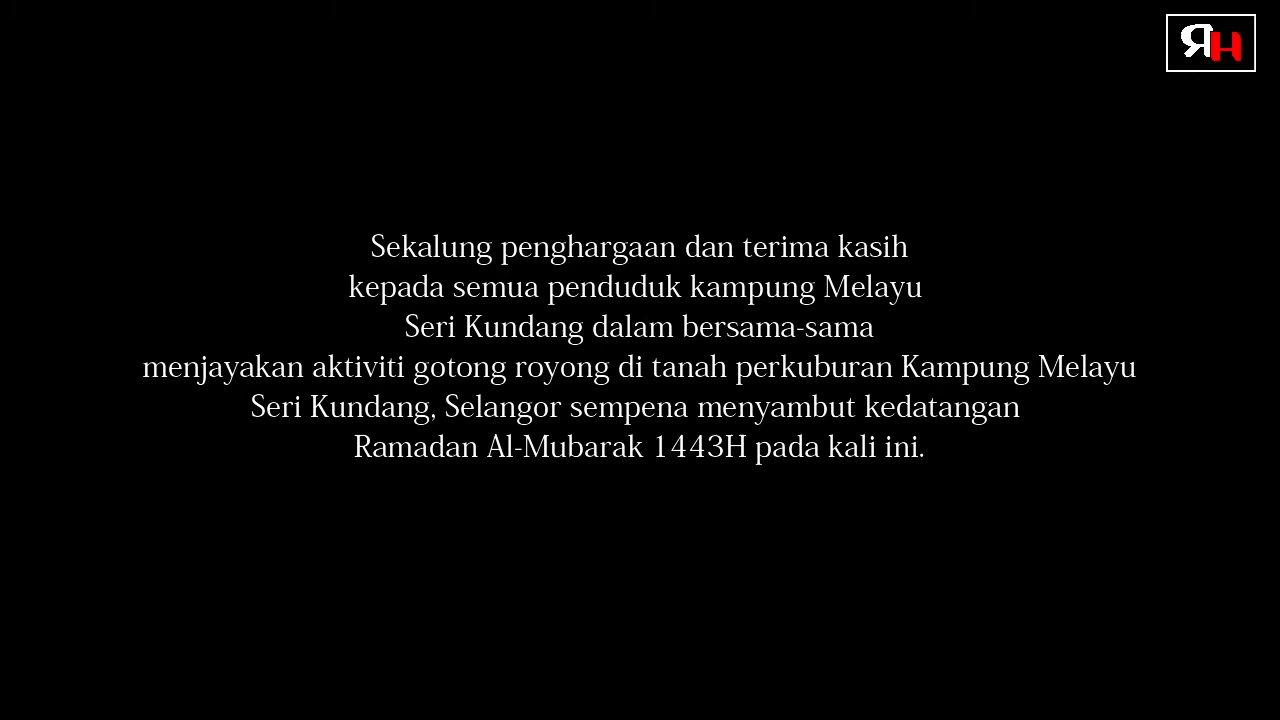 ЯH
Sekalung penghargaan dan terima kasih
kepada semua penduduk kampung Melayu
Seri Kundang dalam bersama-sama
menjayakan aktiviti gotong royong di tanah perkuburan Kampung Melayu
Seri Kundang, Selangor sempena menyambut kedatangan
Ramadan Al-Mubarak 1443H pada kali ini.